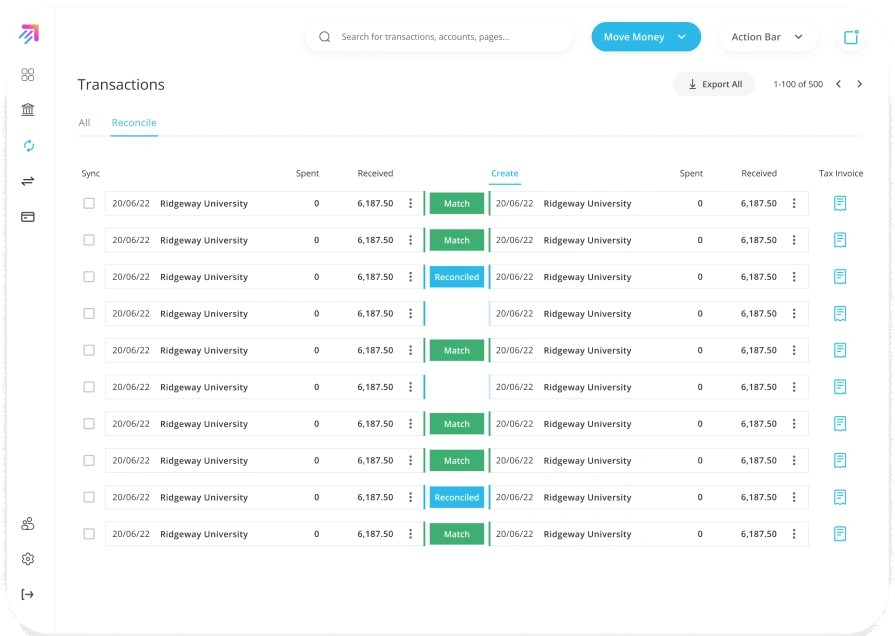 Search for transactions, accounts, pages...
Move Money
Action Bar
Transactions
Export All
1-100 of 500
All
Reconcile
Sync Spent Received Create Spent Received Tax Invoice
20/06/22 Ridgeway University 0 6,187.50 Match 20/06/22 Ridgeway University 0 6,187.50
20/06/22 Ridgeway University 0 6,187.50 Match 20/06/22 Ridgeway University 0 6,187.50
20/06/22 Ridgeway University 0 6,187.50 Reconciled 20/06/22 Ridgeway University 0 6,187.50
20/06/22 Ridgeway University 0 6,187.50 20/06/22 Ridgeway University 0 6,187.50
20/06/22 Ridgeway University 0 6,187.50 Match 20/06/22 Ridgeway University 0 6,187.50
20/06/22 Ridgeway University 0 6,187.50 20/06/22 Ridgeway University 0 6,187.50
20/06/22 Ridgeway University 0 6,187.50 Match 20/06/22 Ridgeway University 0 6,187.50
20/06/22 Ridgeway University 0 6,187.50 Match 20/06/22 Ridgeway University 0 6,187.50
20/06/22 Ridgeway University 0 6,187.50 Reconciled 20/06/22 Ridgeway University 0 6,187.50
20/06/22 Ridgeway University 0 6,187.50 Match 20/06/22 Ridgeway University 0 6,187.50